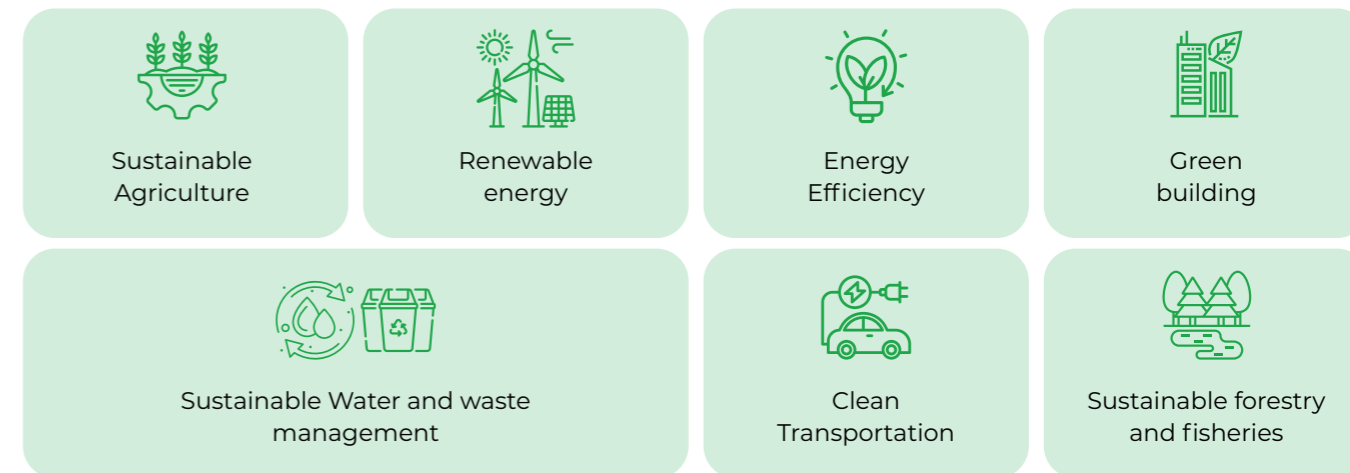 Sustainable
Agriculture
Renewable
energy
Energy
Efficiency
Green
building
Sustainable Water and waste
management
Clean
Transportation
Sustainable forestry
and fisheries